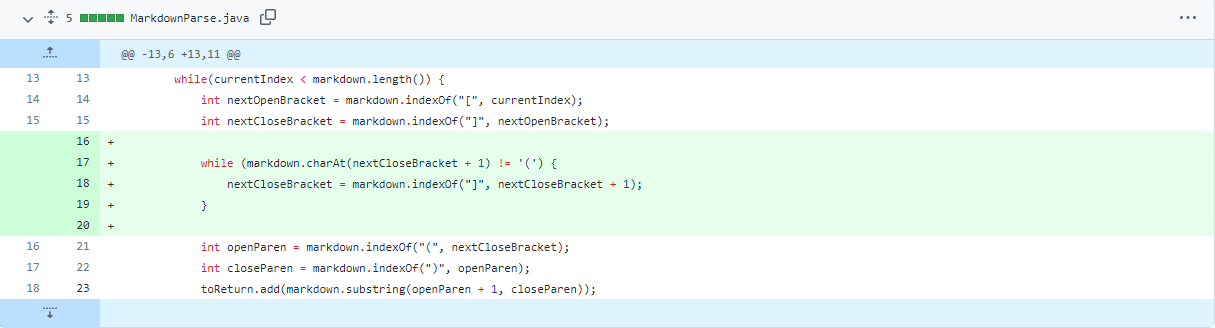 5 MarkdownParse.java
@@ -13,6 +13,11 @@
13 13 while(currentIndex < markdown.length()) {
14 14 int nextOpenBracket = markdown.indexOf("[", currentIndex);
15 15 int nextCloseBracket = markdown.indexOf("]", nextOpenBracket);
16 +
17 + while (markdown.charAt(nextCloseBracket + 1) != '(') {
18 + nextCloseBracket = markdown.indexOf("]", nextCloseBracket + 1);
19 + }
20 +
16 21 int openParen = markdown.indexOf("(", nextCloseBracket);
17 22 int closeParen = markdown.indexOf(")", openParen);
18 23 toReturn.add(markdown.substring(openParen + 1, closeParen));